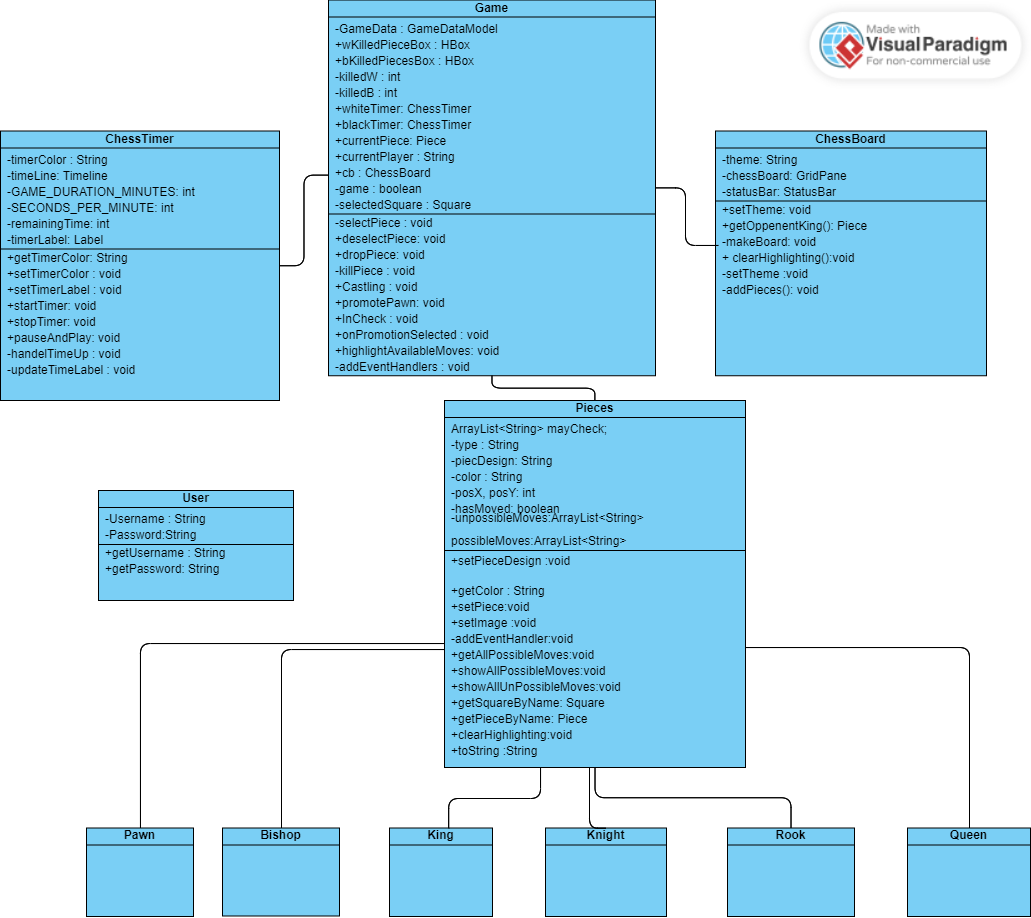 Game
-GameData : GameDataModel
+wKilledPieceBox : HBox
+bKilledPiecesBox : HBox
-killedW : int
-killedB : int
+whiteTimer: ChessTimer
+blackTimer: ChessTimer
+currentPiece: Piece
+currentPlayer : String
+cb : ChessBoard
-game : boolean
-selectedSquare : Square
-selectPiece : void
+deselectPiece: void
+dropPiece: void
-killPiece : void
+Castling : void
+promotePawn: void
+InCheck : void
+onPromotionSelected : void
+highlightAvailableMoves: void
-addEventHandlers : void
Made with
Visual Paradigm
For non-commercial use
ChessTimer
-timerColor : String
-timeLine: Timeline
-GAME_DURATION_MINUTES: int
-SECONDS_PER_MINUTE: int
-remainingTime: int
-timerLabel: Label
+getTimerColor: String
+setTimerColor : void
+setTimerLabel : void
+startTimer: void
+stopTimer: void
+pauseAndPlay: void
-handelTimeUp : void
-updateTimeLabel : void
ChessBoard
-theme: String
-chessBoard: GridPane
-statusBar: StatusBar
+setTheme: void
+getOppenentKing(): Piece
-makeBoard: void
+ clearHighlighting():void
-setTheme :void
-addPieces(): void
Pieces
ArrayList<String> mayCheck;
-type : String
-piecDesign: String
-color : String
-posX, posY: int
-hasMoved: boolean
-unpossibleMoves:ArrayList<String>
possibleMoves:ArrayList<String>
+setPieceDesign :void
+getColor : String
+setPiece:void
+setImage :void
-addEventHandler:void
+getAllPossibleMoves:void
+showAllPossibleMoves:void
+showAllUnPossibleMoves:void
+getSquareByName: Square
+getPieceByName: Piece
+clearHighlighting:void
+toString :String
User
-Username : String
-Password:String
+getUsername : String
+getPassword: String
Pawn
Bishop
King
Knight
Rook
Queen